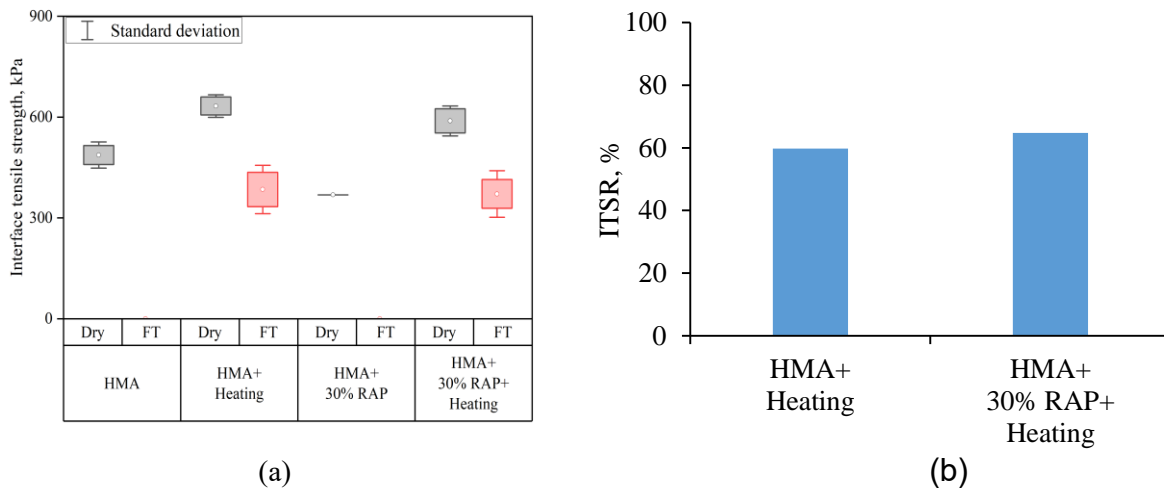 900
Standard deviation
600
300
0
Interface tensile strength, kPa
Dry FT Dry FT Dry FT Dry FT
HMA
HMA+
Heating
HMA+
30% RAP
HMA+
30% RAP+
Heating
(a)
100
80
60
40
20
0
ITSR, %
HMA+
Heating
HMA+
30% RAP+
Heating
(b)